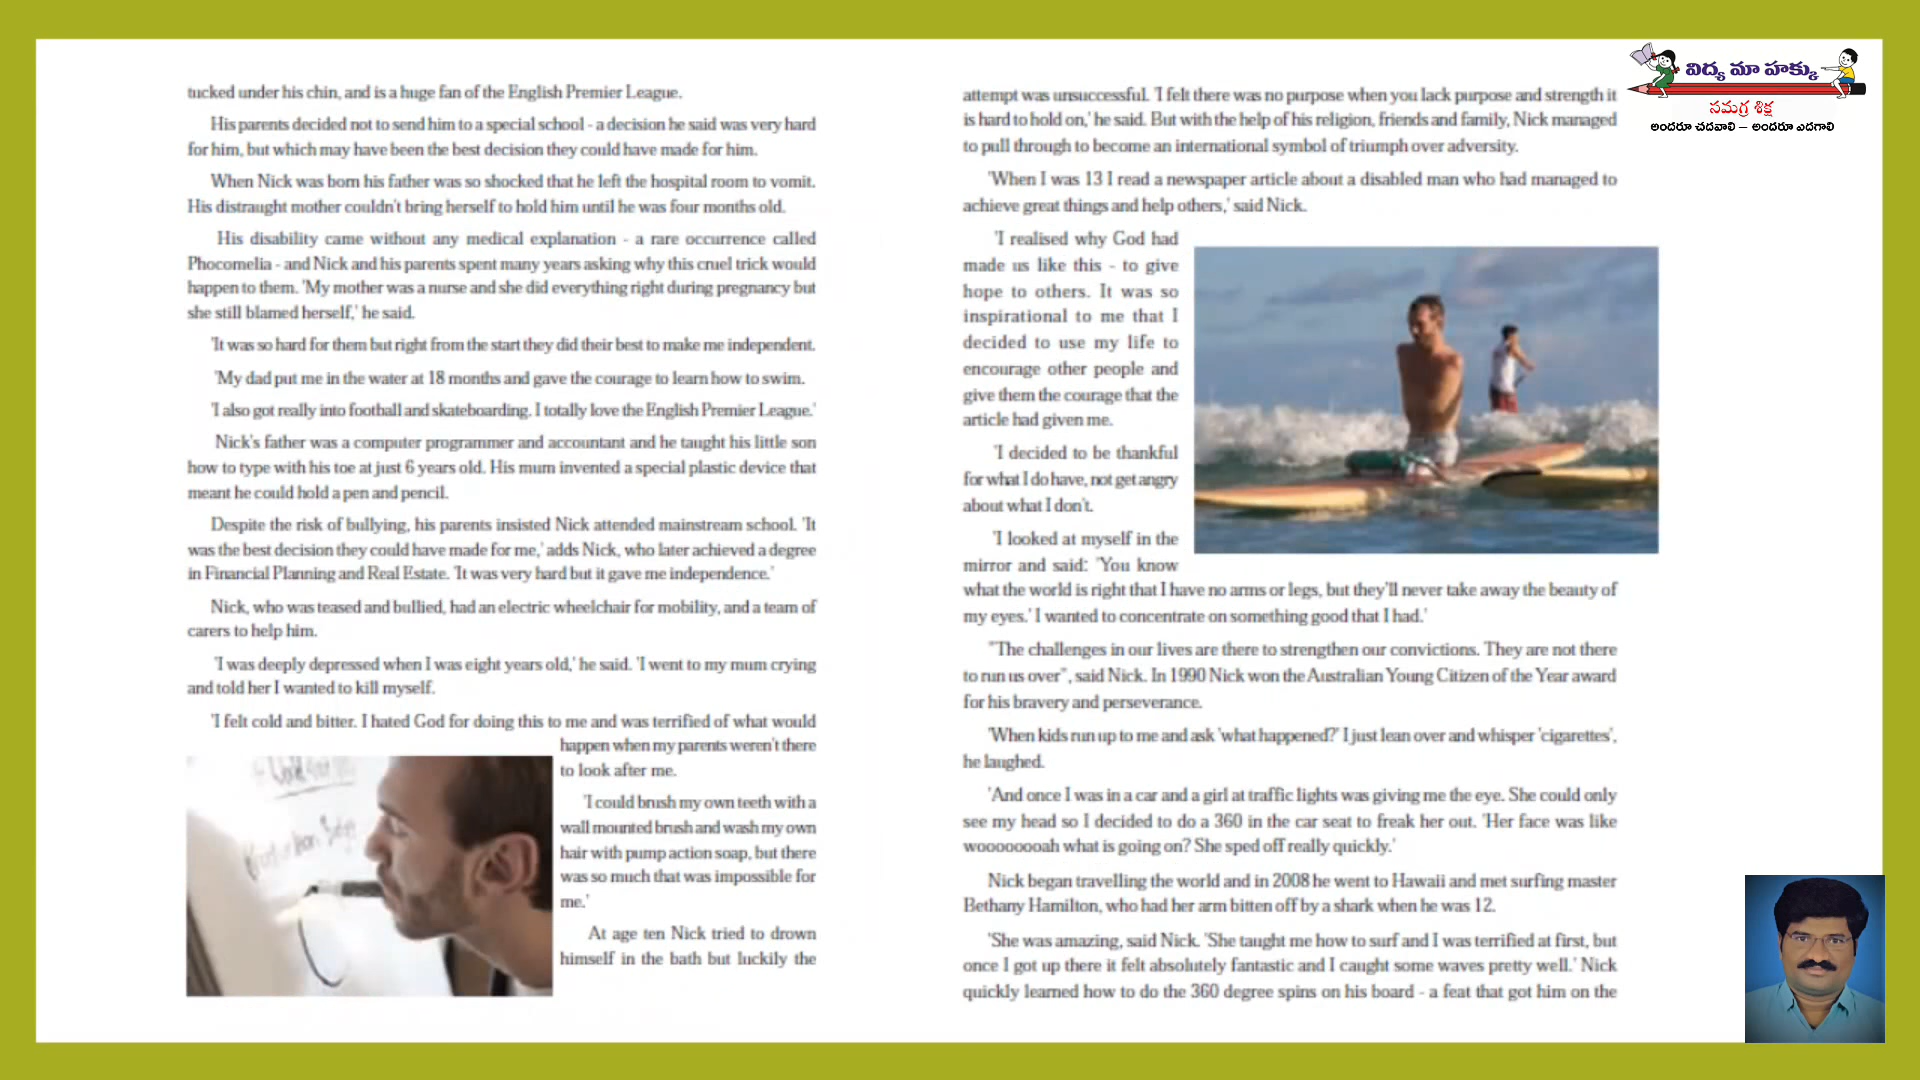 tucked under his chin, and is a huge fan of the English Premier League.
His parents decided not to send him to a special school - a decision he said was very hard
for him, but which may have been the best decision they could have made for him.
When Nick was born his father was so shocked that he left the hospital room to vomit.
His distraught mother couldn't bring herself to hold him until he was four months old.
His disability came without any medical explanation - a rare occurrence called
Phocomelia - and Nick and his parents spent many years asking why this cruel trick would
happen to them. 'My mother was a nurse and she did everything right during pregnancy but
she still blamed herself,' he said.
'It was so hard for them but right from the start they did their best to make me independent.
'My dad put me in the water at 18 months and gave the courage to learn how to swim.
'I also got really into football and skateboarding. I totally love the English Premier League.'
Nick's father was a computer programmer and accountant and he taught his little son
how to type with his toe at just 6 years old. His mum invented a special plastic device that
meant he could hold a pen and pencil.
Despite the risk of bullying, his parents insisted Nick attended mainstream school. 'It
was the best decision they could have made for me,' adds Nick, who later achieved a degree
in Financial Planning and Real Estate. 'It was very hard but it gave me independence.'
Nick, who was teased and bullied, had an electric wheelchair for mobility, and a team of
carers to help him.
'I was deeply depressed when I was eight years old,' he said. 'I went to my mum crying
and told her I wanted to kill myself.
'I felt cold and bitter. I hated God for doing this to me and was terrified of what would
happen when my parents weren't there
to look after me.
'I could brush my own teeth with a
wall mounted brush and wash my own
hair with pump action soap, but there
was so much that was impossible for
me.'
At age ten Nick tried to drown
himself in the bath but luckily the
attempt was unsuccessful. 'I felt there was no purpose when you lack purpose and strength it
is hard to hold on,' he said. But with the help of his religion, friends and family, Nick managed
to pull through to become an international symbol of triumph over adversity.
'When I was 13 I read a newspaper article about a disabled man who had managed to
achieve great things and help others,' said Nick.
'I realised why God had
made us like this - to give
hope to others. It was so
inspirational to me that I
decided to use my life to
encourage other people and
give them the courage that the
article had given me.
'I decided to be thankful
for what I do have, not get angry
about what I don't.
'I looked at myself in the
mirror and said: 'You know
what the world is right that I have no arms or legs, but they'll never take away the beauty of
my eyes.' I wanted to concentrate on something good that I had.'
"The challenges in our lives are there to strengthen our convictions. They are not there
to run us over", said Nick. In 1990 Nick won the Australian Young Citizen of the Year award
for his bravery and perseverance.
'When kids run up to me and ask 'what happened?' I just lean over and whisper 'cigarettes',
he laughed.
'And once I was in a car and a girl at traffic lights was giving me the eye. She could only
see my head so I decided to do a 360 in the car seat to freak her out. 'Her face was like
woooooooah what is going on? She sped off really quickly.'
Nick began travelling the world and in 2008 he went to Hawaii and met surfing master
Bethany Hamilton, who had her arm bitten off by a shark when he was 12.
'She was amazing, said Nick. 'She taught me how to surf and I was terrified at first, but
once I got up there it felt absolutely fantastic and I caught some waves pretty well.' Nick
quickly learned how to do the 360 degree spins on his board - a feat that got him on the
విద్య మా హక్కు
సమగ్ర శిక్ష
అందరూ చదవాలి – అందరూ ఎదగాలి